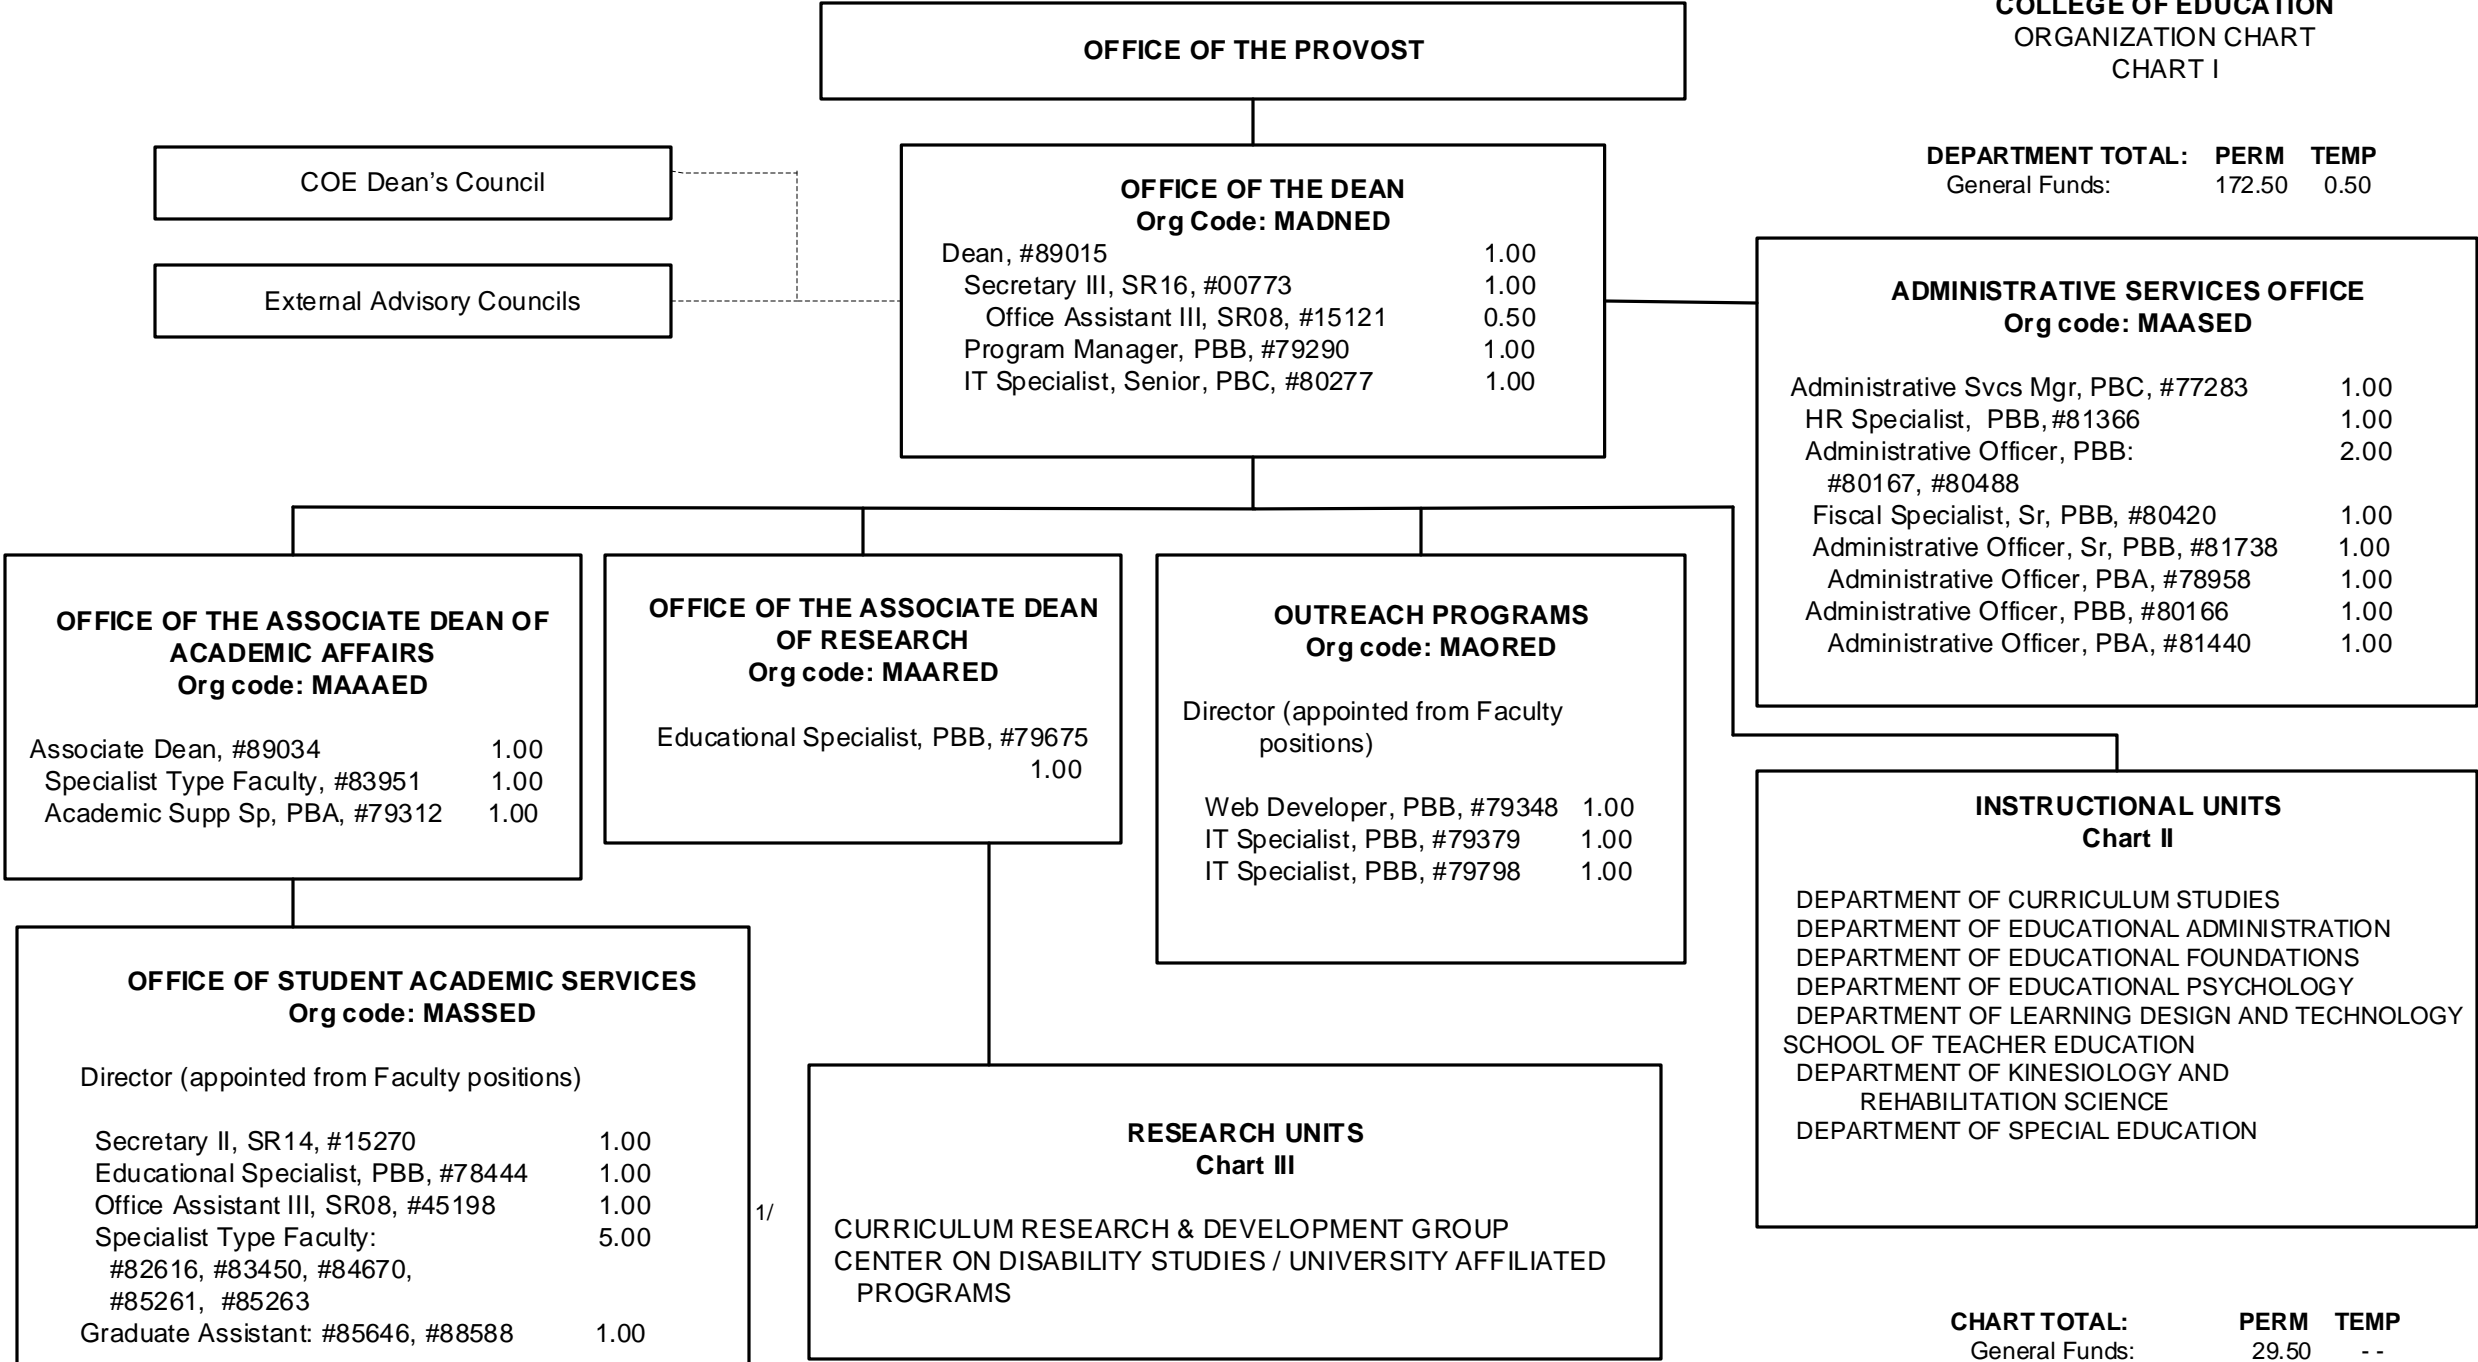 COLLEGE OF EDUCATION
ORGANIZATION CHART
CHART I
OFFICE OF THE PROVOST
DEPARTMENT TOTAL: PERM TEMP
General Funds: 172.50 0.50
COE Dean’s Council
External Advisory Councils
OFFICE OF THE DEAN
Org Code: MADNED
Dean, #89015 1.00
Secretary III, SR16, #00773 1.00
Office Assistant III, SR08, #15121 0.50
Program Manager, PBB, #79290 1.00
IT Specialist, Senior, PBC, #80277 1.00
ADMINISTRATIVE SERVICES OFFICE
Org code: MAASED
Administrative Svcs Mgr, PBC, #77283 1.00
HR Specialist, PBB, #81366 1.00
Administrative Officer, PBB: 2.00
#80167, #80488
Fiscal Specialist, Sr, PBB, #80420 1.00
Administrative Officer, Sr, PBB, #81738 1.00
Administrative Officer, PBA, #78958 1.00
Administrative Officer, PBB, #80166 1.00
Administrative Officer, PBA, #81440 1.00
OFFICE OF THE ASSOCIATE DEAN OF
ACADEMIC AFFAIRS
Org code: MAAAED
Associate Dean, #89034 1.00
Specialist Type Faculty, #83951 1.00
Academic Supp Sp, PBA, #79312 1.00
OFFICE OF THE ASSOCIATE DEAN
OF RESEARCH
Org code: MAARED
Educational Specialist, PBB, #79675
1.00
OUTREACH PROGRAMS
Org code: MAORED
Director (appointed from Faculty
positions)
Web Developer, PBB, #79348 1.00
IT Specialist, PBB, #79379 1.00
IT Specialist, PBB, #79798 1.00
INSTRUCTIONAL UNITS
Chart II
DEPARTMENT OF CURRICULUM STUDIES
DEPARTMENT OF EDUCATIONAL ADMINISTRATION
DEPARTMENT OF EDUCATIONAL FOUNDATIONS
DEPARTMENT OF EDUCATIONAL PSYCHOLOGY
DEPARTMENT OF LEARNING DESIGN AND TECHNOLOGY
SCHOOL OF TEACHER EDUCATION
DEPARTMENT OF KINESIOLOGY AND
REHABILITATION SCIENCE
DEPARTMENT OF SPECIAL EDUCATION
OFFICE OF STUDENT ACADEMIC SERVICES
Org code: MASSED
Director (appointed from Faculty positions)
Secretary II, SR14, #15270 1.00
Educational Specialist, PBB, #78444 1.00
Office Assistant III, SR08, #45198 1.00
Specialist Type Faculty: 5.00
#82616, #83450, #84670,
#85261, #85263
Graduate Assistant: #85646, #88588 1.00
1/
RESEARCH UNITS
Chart III
CURRICULUM RESEARCH & DEVELOPMENT GROUP
CENTER ON DISABILITY STUDIES / UNIVERSITY AFFILIATED
PROGRAMS
CHART TOTAL: PERM TEMP
General Funds: 29.50 - -